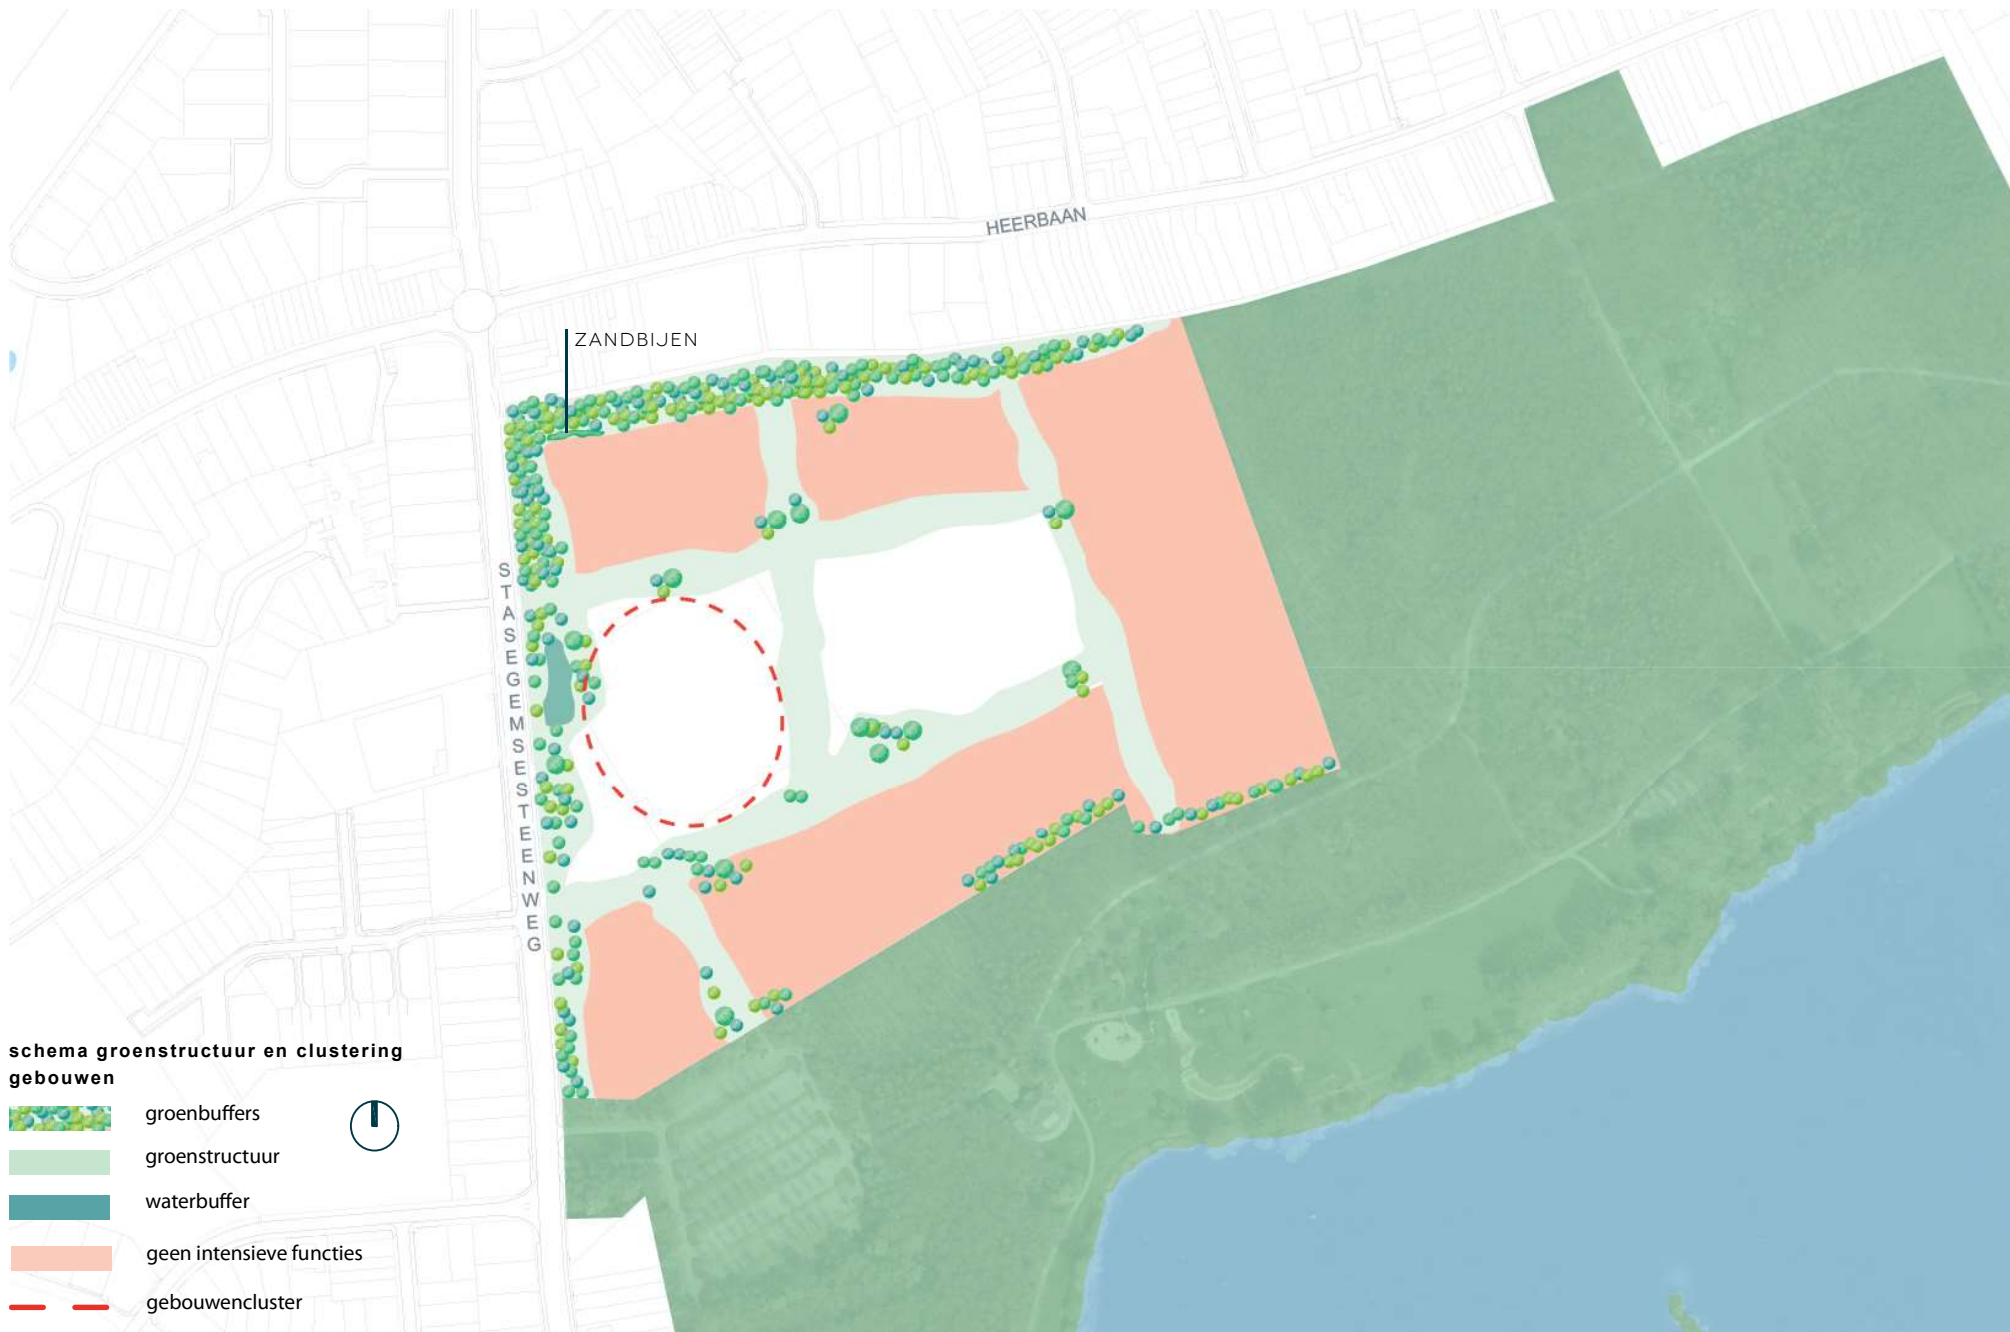 HEERBAAN
ZANDBIJEN
STASEGEMSESTEENWEG
schema groenstructuur en clustering
gebouwen
groenbuffers
groenstructuur
waterbuffer
geen intensieve functies
gebouwencluster